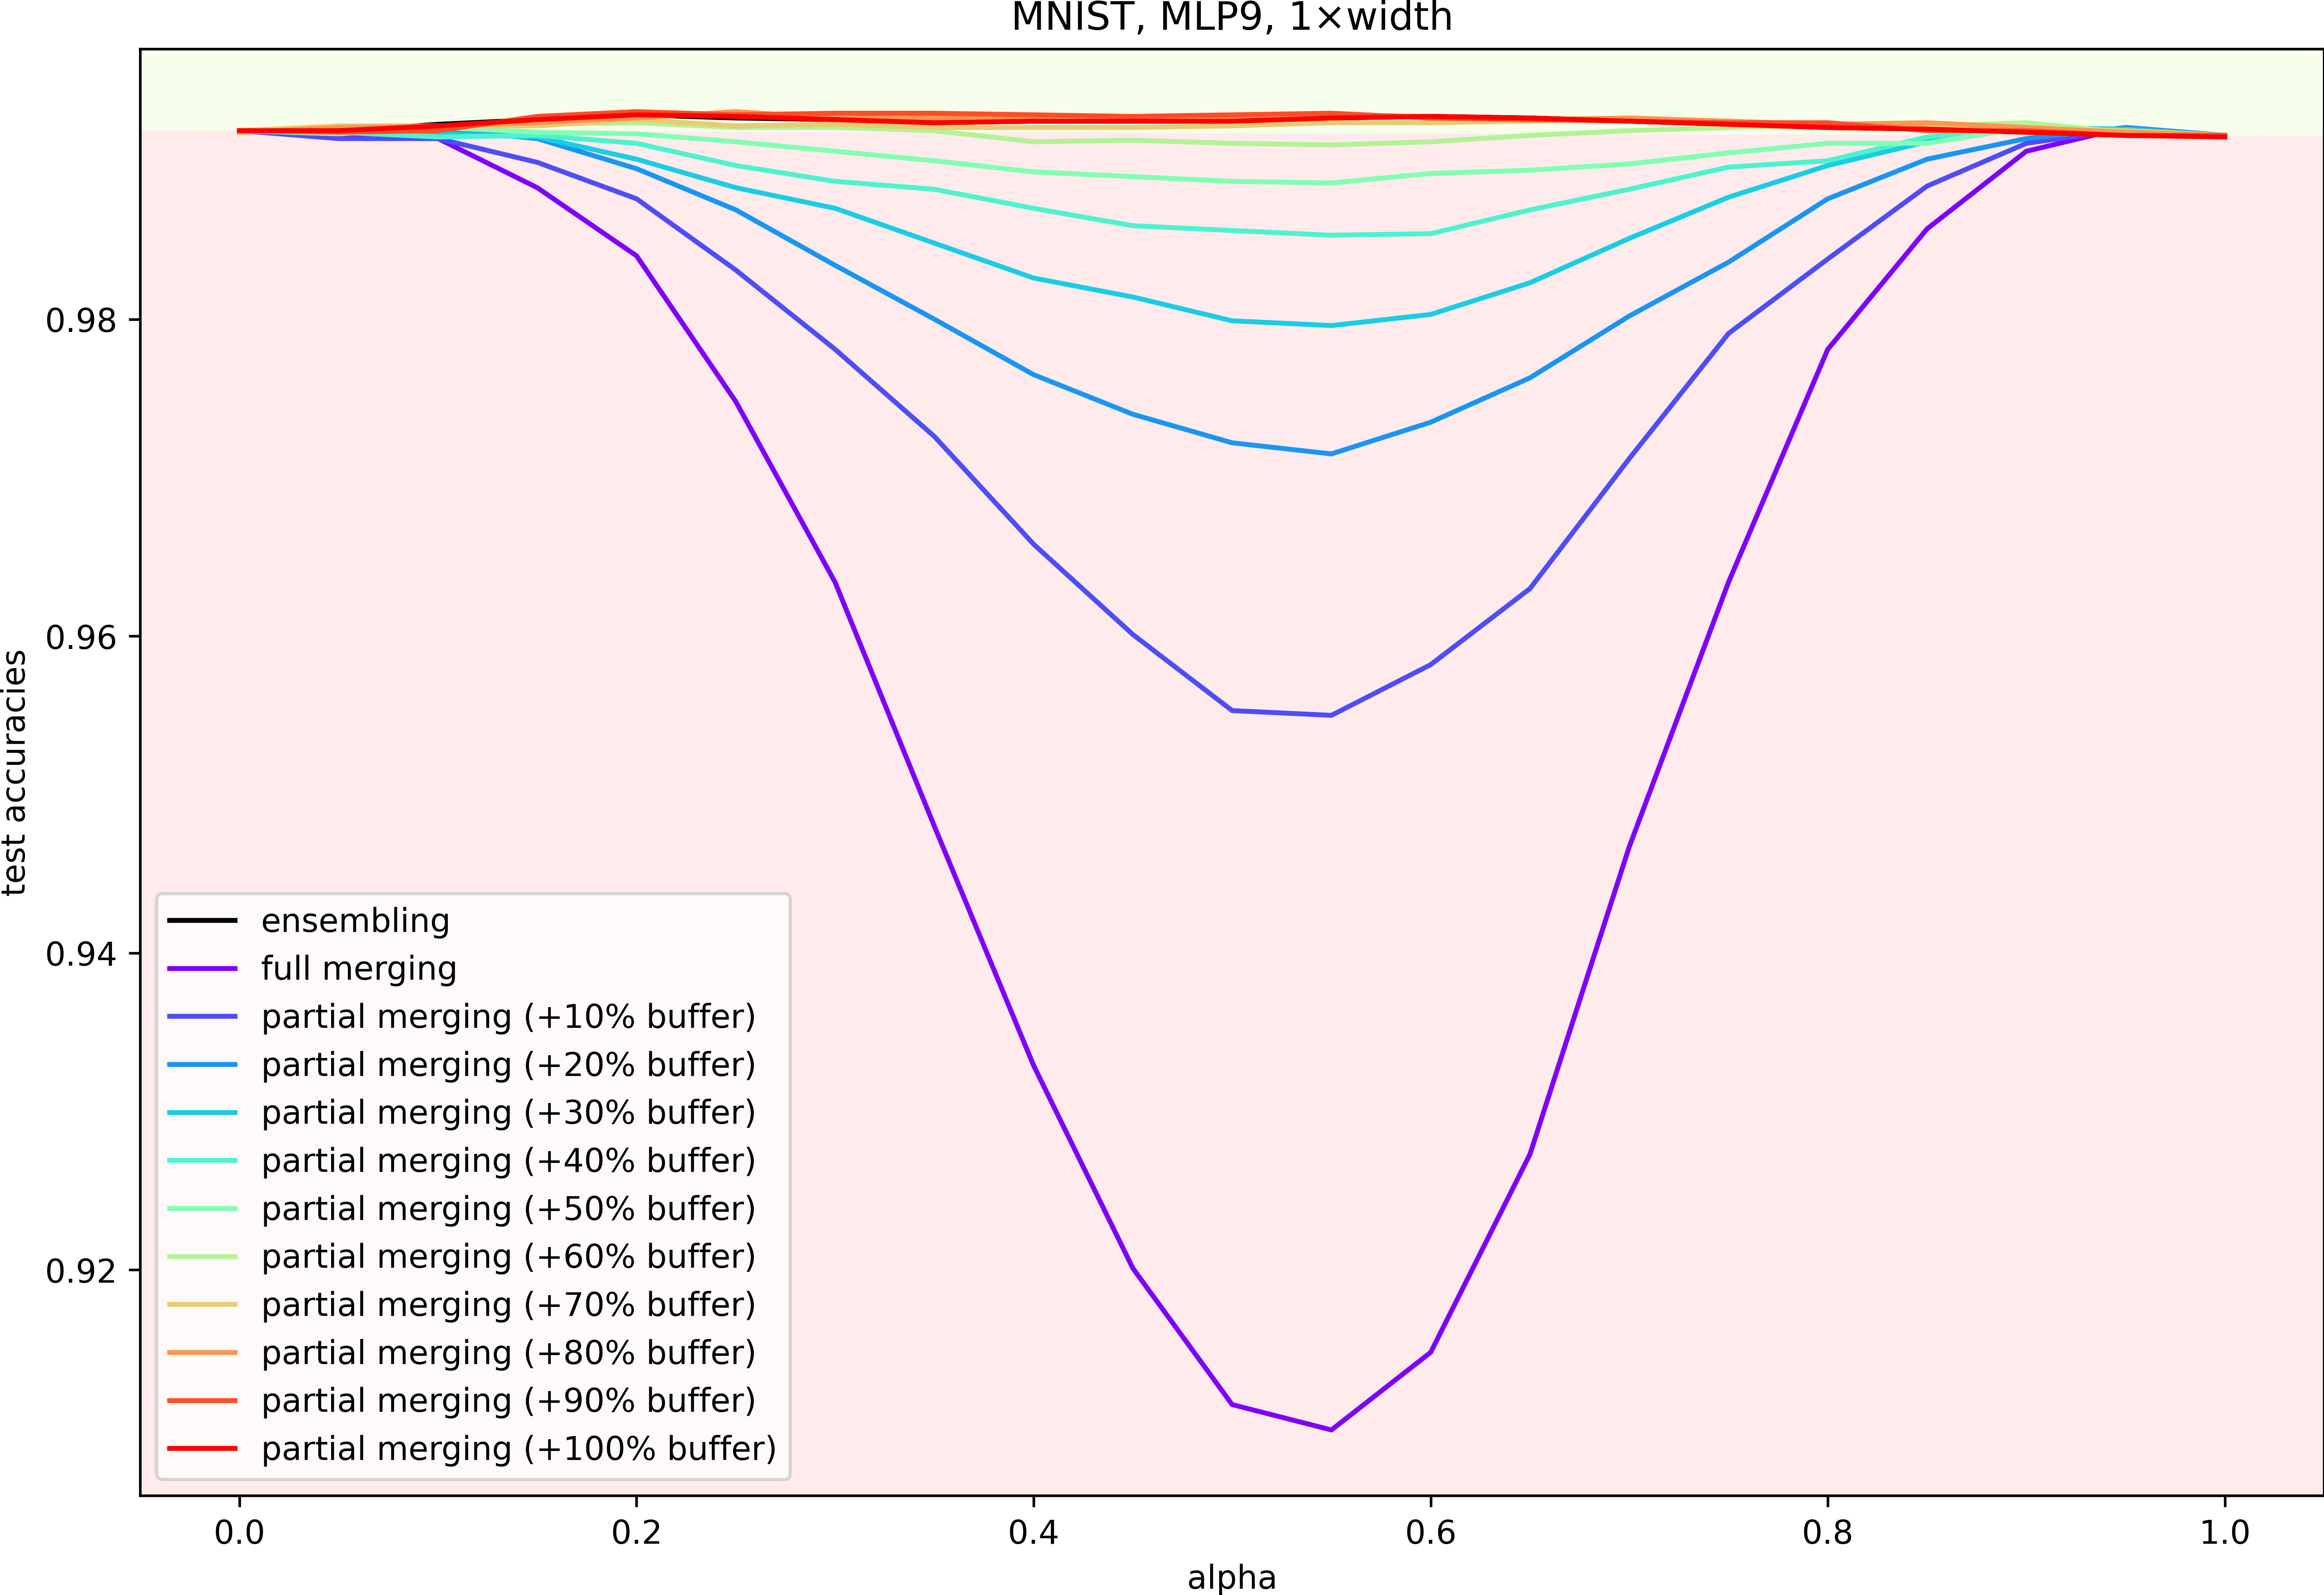 MNIST, MLP9, 1×width
test accuracies
0.98
0.96
0.94
0.92
ensembling
full merging
partial merging (+10% buffer)
partial merging (+20% buffer)
partial merging (+30% buffer)
partial merging (+40% buffer)
partial merging (+50% buffer)
partial merging (+60% buffer)
partial merging (+70% buffer)
partial merging (+80% buffer)
partial merging (+90% buffer)
partial merging (+100% buffer)
0.0 0.2 0.4 0.6 0.8 1.0
alpha